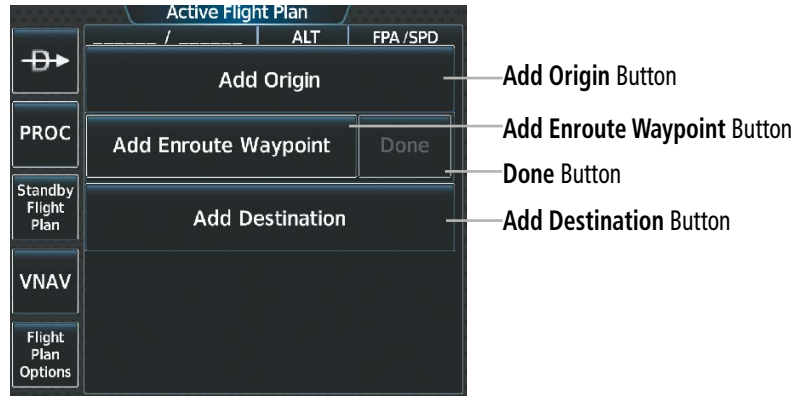 Active Flight Plan
______ / ______ ALT FPA /SPD
Add Origin
Add Origin Button
PROC
Add Enroute Waypoint Done
Add Enroute Waypoint Button
Done Button
Standby
Flight
Plan
Add Destination
Add Destination Button
VNAV
Flight
Plan
Options